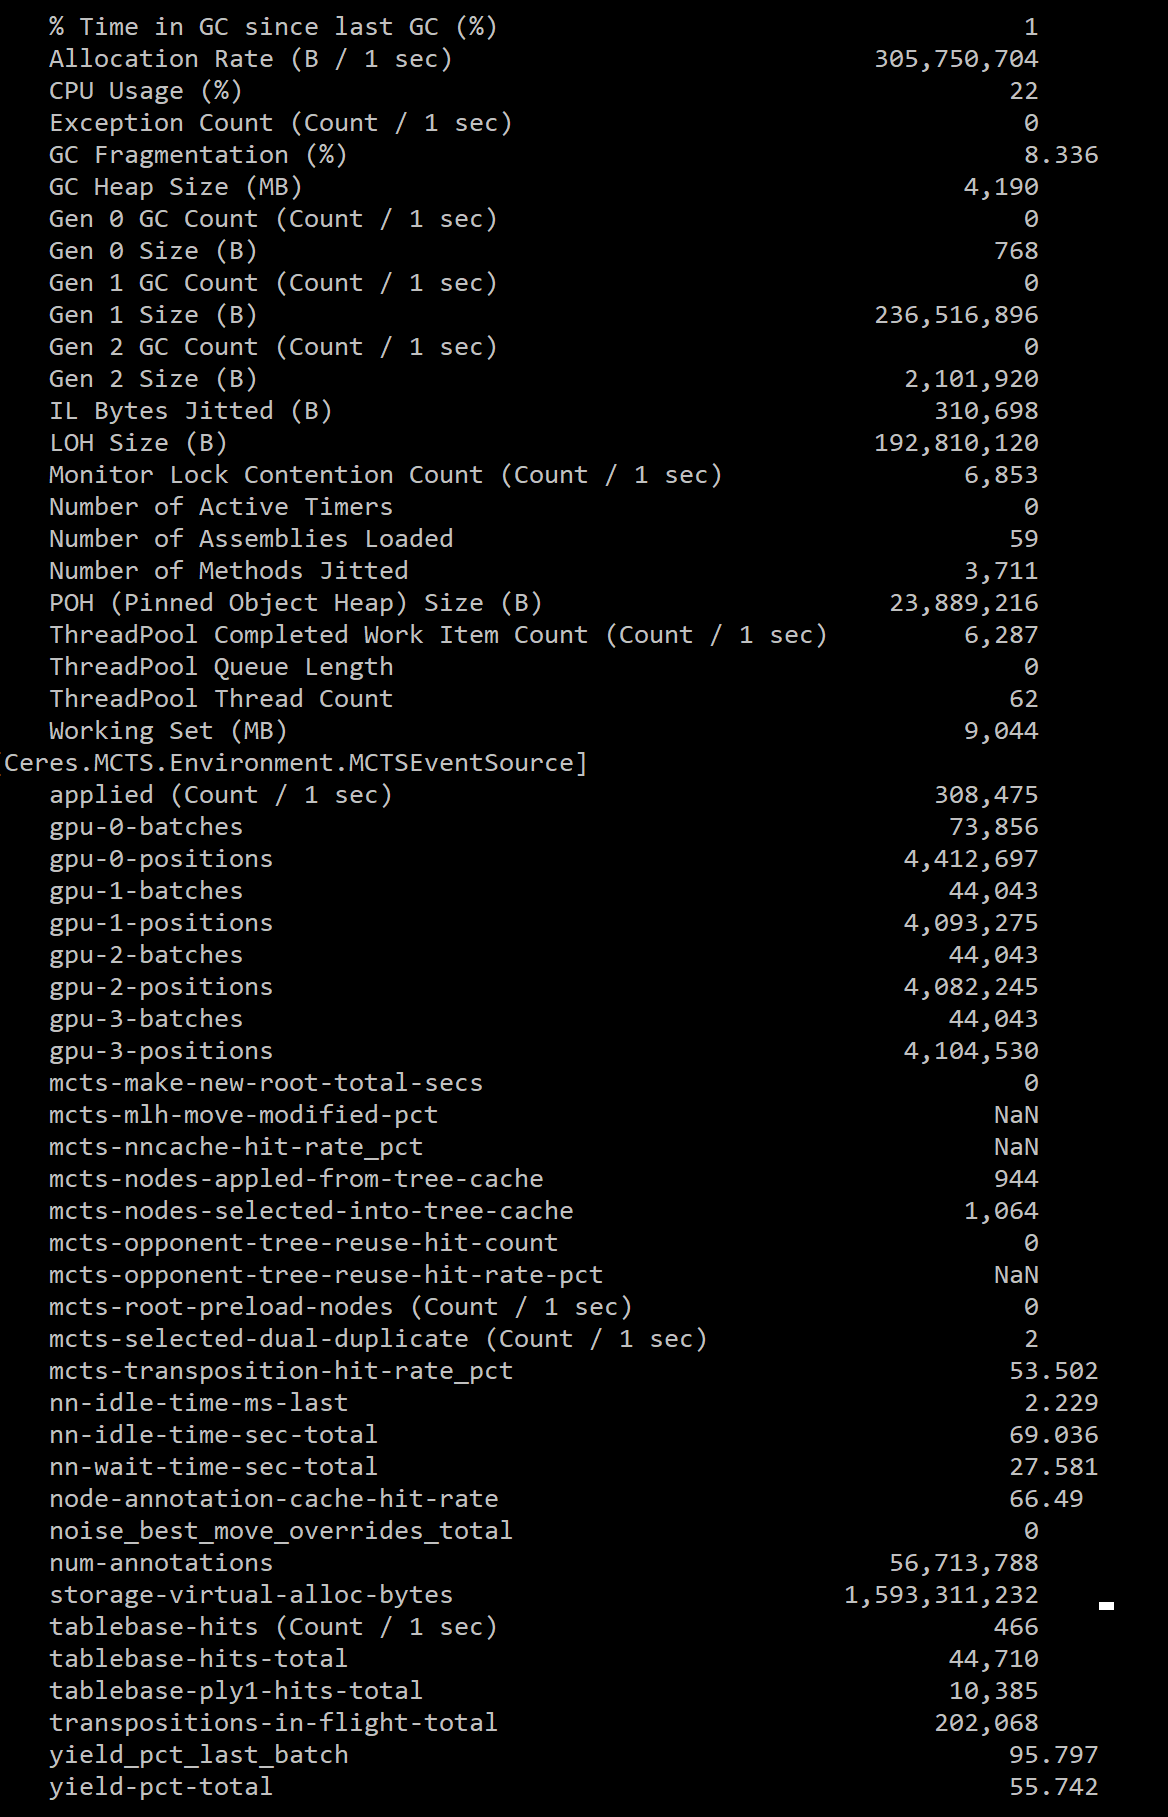 % Time in GC since last GC (%) 1
Allocation Rate (B / 1 sec) 305,750,704
CPU Usage (%) 22
Exception Count (Count / 1 sec) 0
GC Fragmentation (%) 8.336
GC Heap Size (MB) 4,190
Gen 0 GC Count (Count / 1 sec) 0
Gen 0 Size (B) 768
Gen 1 GC Count (Count / 1 sec) 0
Gen 1 Size (B) 236,516,896
Gen 2 GC Count (Count / 1 sec) 0
Gen 2 Size (B) 2,101,920
IL Bytes Jitted (B) 310,698
LOH Size (B) 192,810,120
Monitor Lock Contention Count (Count / 1 sec) 6,853
Number of Active Timers 0
Number of Assemblies Loaded 59
Number of Methods Jitted 3,711
POH (Pinned Object Heap) Size (B) 23,889,216
ThreadPool Completed Work Item Count (Count / 1 sec) 6,287
ThreadPool Queue Length 0
ThreadPool Thread Count 62
Working Set (MB) 9,044
[Ceres.MCTS.Environment.MCTSEventSource]
applied (Count / 1 sec) 308,475
gpu-0-batches 73,856
gpu-0-positions 4,412,697
gpu-1-batches 44,043
gpu-1-positions 4,093,275
gpu-2-batches 44,043
gpu-2-positions 4,082,245
gpu-3-batches 44,043
gpu-3-positions 4,104,530
mcts-make-new-root-total-secs 0
mcts-mlh-move-modified-pct NaN
mcts-nncache-hit-rate_pct NaN
mcts-nodes-appled-from-tree-cache 944
mcts-nodes-selected-into-tree-cache 1,064
mcts-opponent-tree-reuse-hit-count 0
mcts-opponent-tree-reuse-hit-rate-pct NaN
mcts-root-preload-nodes (Count / 1 sec) 0
mcts-selected-dual-duplicate (Count / 1 sec) 2
mcts-transposition-hit-rate_pct 53.502
nn-idle-time-ms-last 2.229
nn-idle-time-sec-total 69.036
nn-wait-time-sec-total 27.581
node-annotation-cache-hit-rate 66.49
noise_best_move_overrides_total 0
num-annotations 56,713,788
storage-virtual-alloc-bytes 1,593,311,232
tablebase-hits (Count / 1 sec) 466
tablebase-hits-total 44,710
tablebase-ply1-hits-total 10,385
transpositions-in-flight-total 202,068
yield_pct_last_batch 95.797
yield-pct-total 55.742